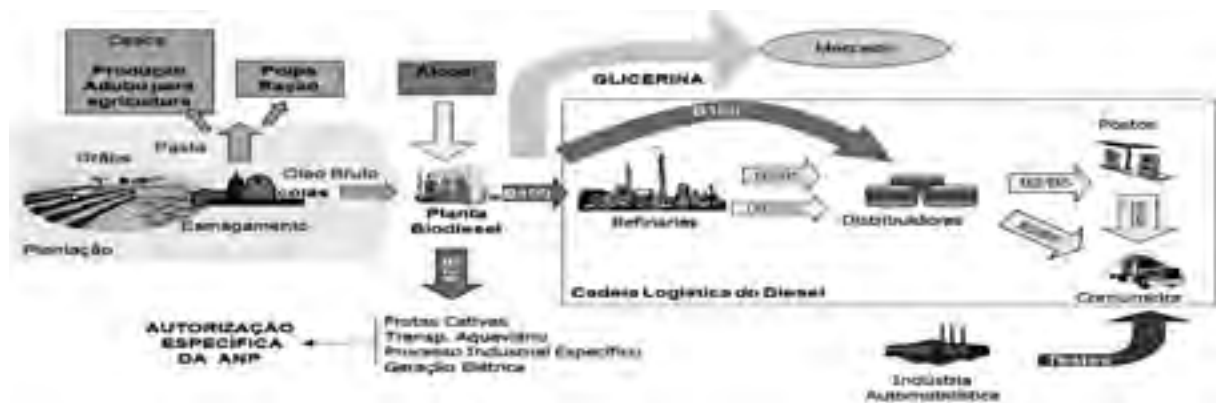 Casca
Produção
Adubo para
agricultura
Polpa
Ração
Álcool
Mercado
GLICERINA
B100
Pasta
Grãos
Óleo Bruto
Esmagamento
Plantação
Planta
Biodiesel
B100
Refinarias
Distribuidores
Postos
Consumidor
Cadeia Logística do Diesel
AUTORIZAÇÃO
ESPECÍFICA
DA ANP
Frotas Cativas
Transp. Aquaviário
Processo Industrial Específico
Geração Elétrica
Indústria
Automobilística